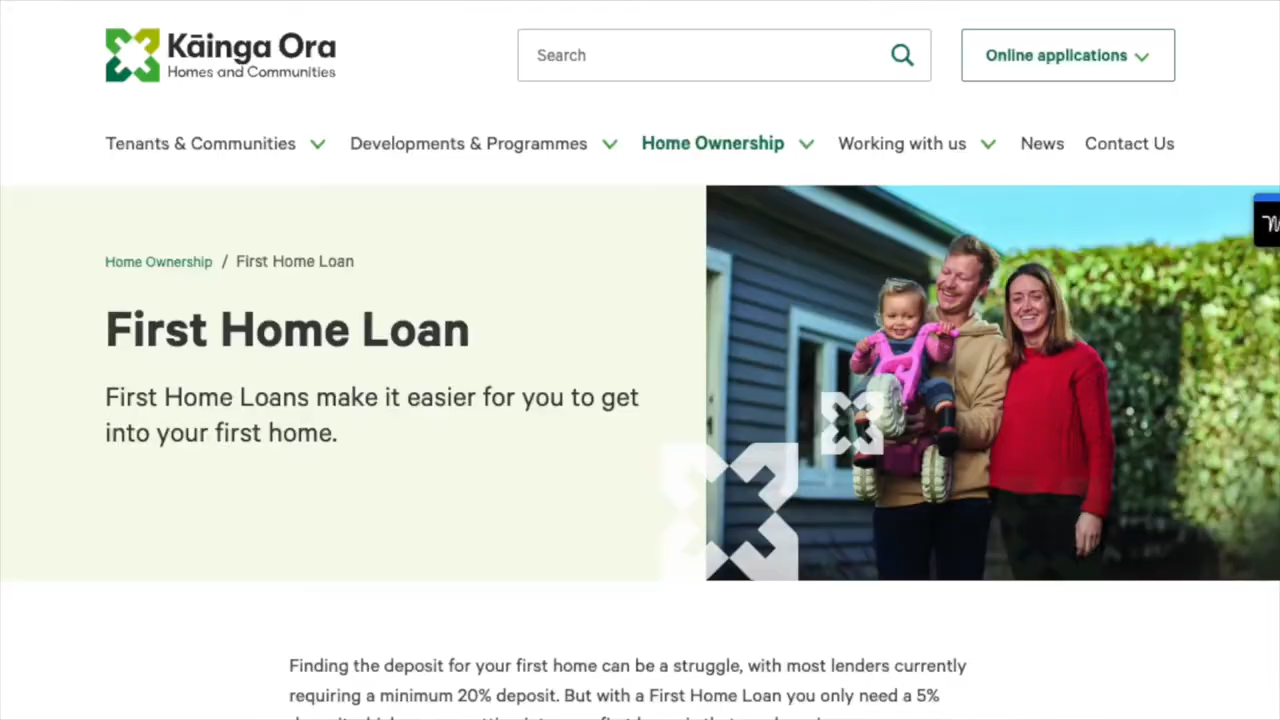 Kāinga Ora
Homes and Communities
Search
Online applications
Tenants & Communities
Developments & Programmes
Home Ownership
Working with us
News
Contact Us
Home Ownership / First Home Loan
First Home Loan
First Home Loans make it easier for you to get
into your first home.
Finding the deposit for your first home can be a struggle, with most lenders currently
requiring a minimum 20% deposit. But with a First Home Loan you only need a 5%